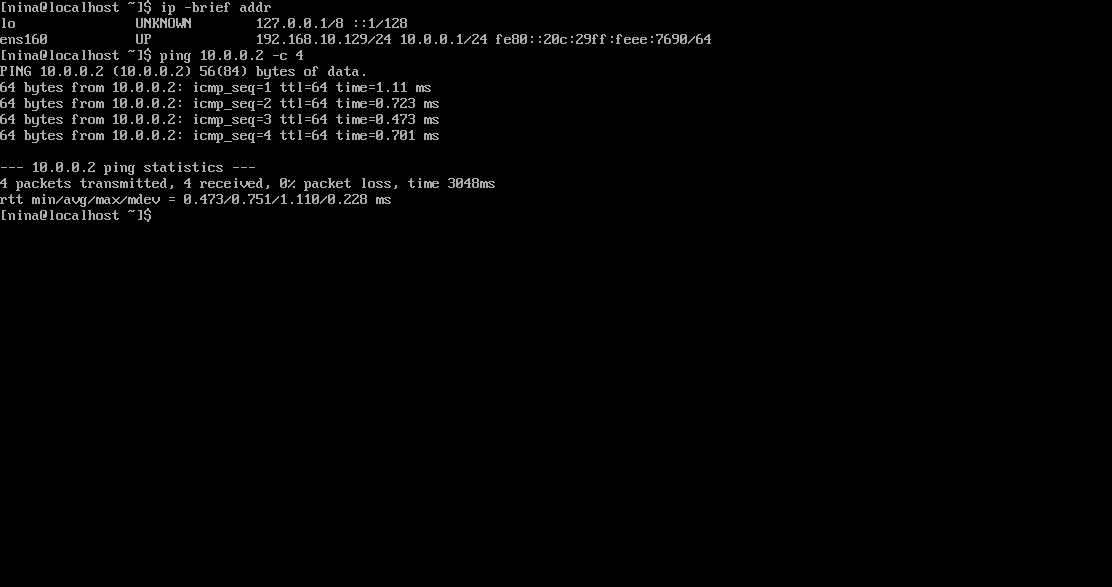 [nina@localhost ~]$ ip -brief addr
lo               UNKNOWN        127.0.0.1/8 ::1/128
ens160           UP             192.168.10.129/24 10.0.0.1/24 fe80::20c:29ff:feee:7690/64
[nina@localhost ~]$ ping 10.0.0.2 -c 4
PING 10.0.0.2 (10.0.0.2) 56(84) bytes of data.
64 bytes from 10.0.0.2: icmp_seq=1 ttl=64 time=1.11 ms
64 bytes from 10.0.0.2: icmp_seq=2 ttl=64 time=0.723 ms
64 bytes from 10.0.0.2: icmp_seq=3 ttl=64 time=0.473 ms
64 bytes from 10.0.0.2: icmp_seq=4 ttl=64 time=0.701 ms

--- 10.0.0.2 ping statistics ---
4 packets transmitted, 4 received, 0% packet loss, time 3048ms
rtt min/avg/max/mdev = 0.473/0.751/1.110/0.228 ms
[nina@localhost ~]$